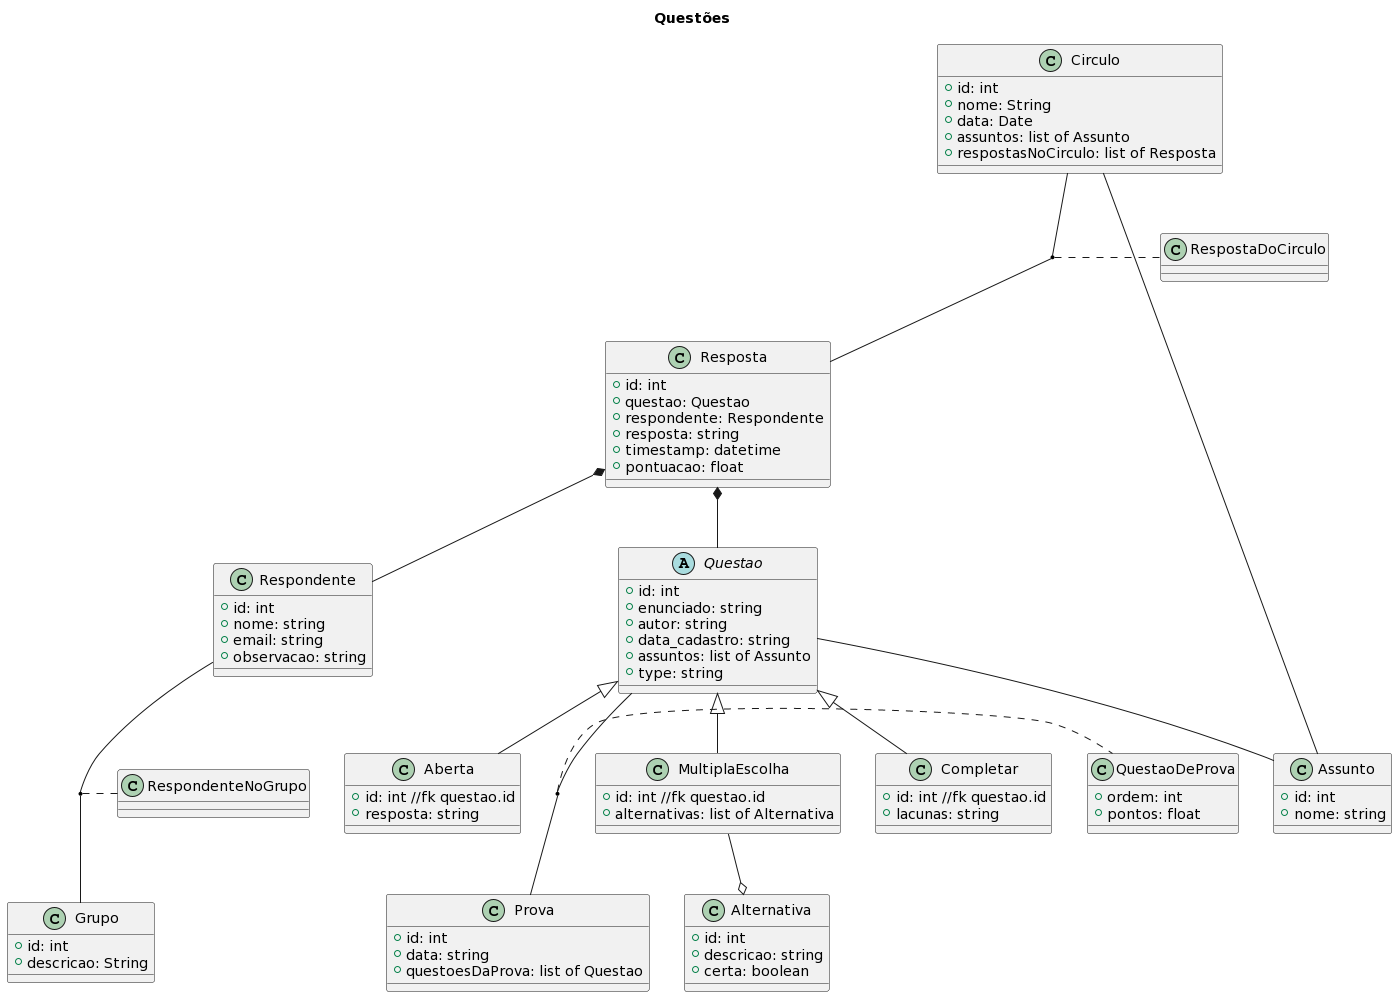 Questões
C Circulo
id: int
nome: String
data: Date
assuntos: list of Assunto
respostasNoCirculo: list of Resposta
C RespostaDoCirculo
C Resposta
id: int
questao: Questao
respondente: Respondente
resposta: string
timestamp: datetime
pontuacao: float
C Respondente
id: int
nome: string
email: string
observacao: string
A Questao
id: int
enunciado: string
autor: string
data_cadastro: string
assuntos: list of Assunto
type: string
C RespondenteNoGrupo
C Aberta
id: int //fk questao.id
resposta: string
C MultiplaEscolha
id: int //fk questao.id
alternativas: list of Alternativa
C Completar
id: int //fk questao.id
lacunas: string
C QuestaoDeProva
ordem: int
pontos: float
C Assunto
id: int
nome: string
C Grupo
id: int
descricao: String
C Prova
id: int
data: string
questoesDaProva: list of Questao
C Alternativa
id: int
descricao: string
certa: boolean